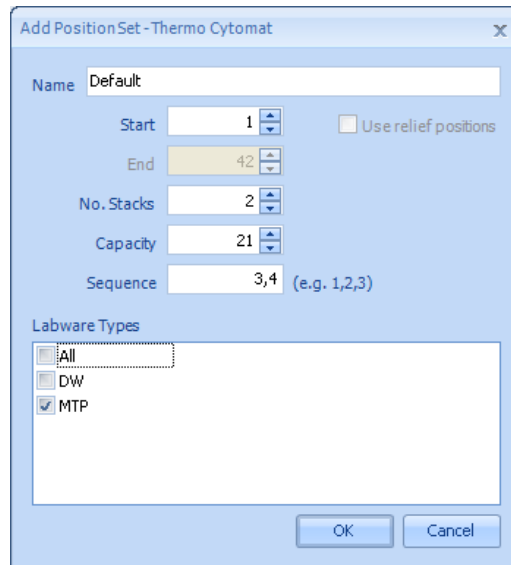 Add Position Set - Thermo Cytomat
Name Default
Start 1 Use relief positions
End 42
No. Stacks 2
Capacity 21
Sequence 3,4 (e.g. 1,2,3)
Labware Types
All
DW
MTP
OK Cancel